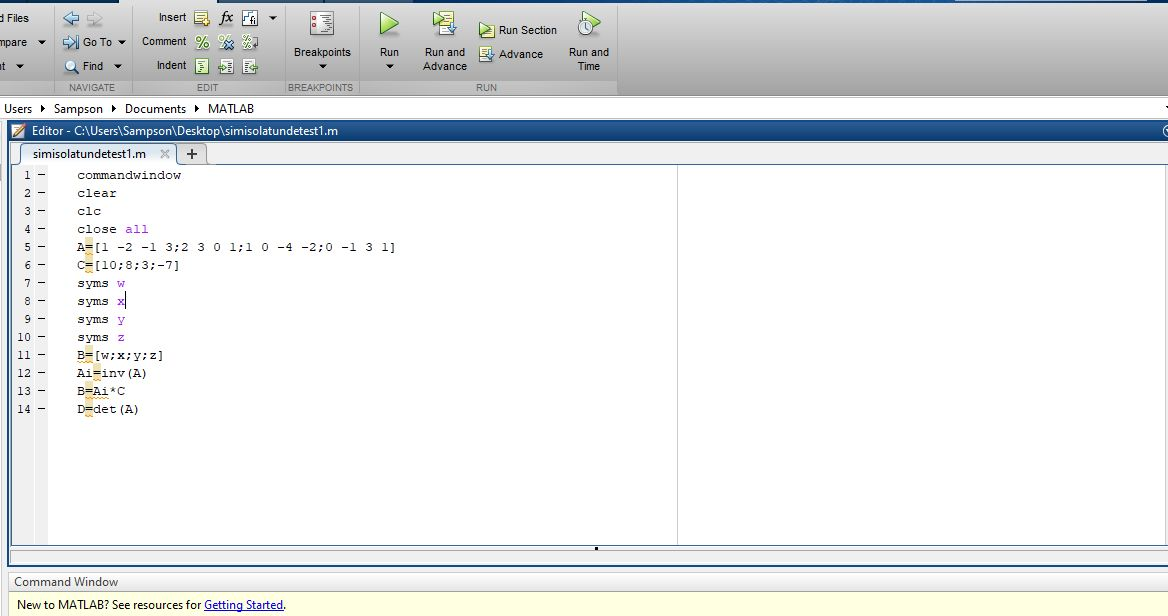 d Files
Insert
fx
fi
mpare
Go To
Comment
Breakpoints
Run
Run and
Advance
Run Section
Advance
Run and
Time
nt
Find
Indent
NAVIGATE
EDIT
BREAKPOINTS
RUN
Users
Sampson
Documents
MATLAB
Editor - C:\Users\Sampson\Desktop\simisolatundetest1.m
simisolatundetest1.m
1 - commandwindow
2 - clear
3 - clc
4 - close all
5 - A=[1 -2 -1 3;2 3 0 1;1 0 -4 -2;0 -1 3 1]
6 - C=[10;8;3;-7]
7 - syms w
8 - syms x
9 - syms y
10 - syms z
11 - B=[w;x;y;z]
12 - Ai=inv(A)
13 - B=Ai*C
14 - D=det(A)
Command Window
New to MATLAB? See resources for Getting Started.